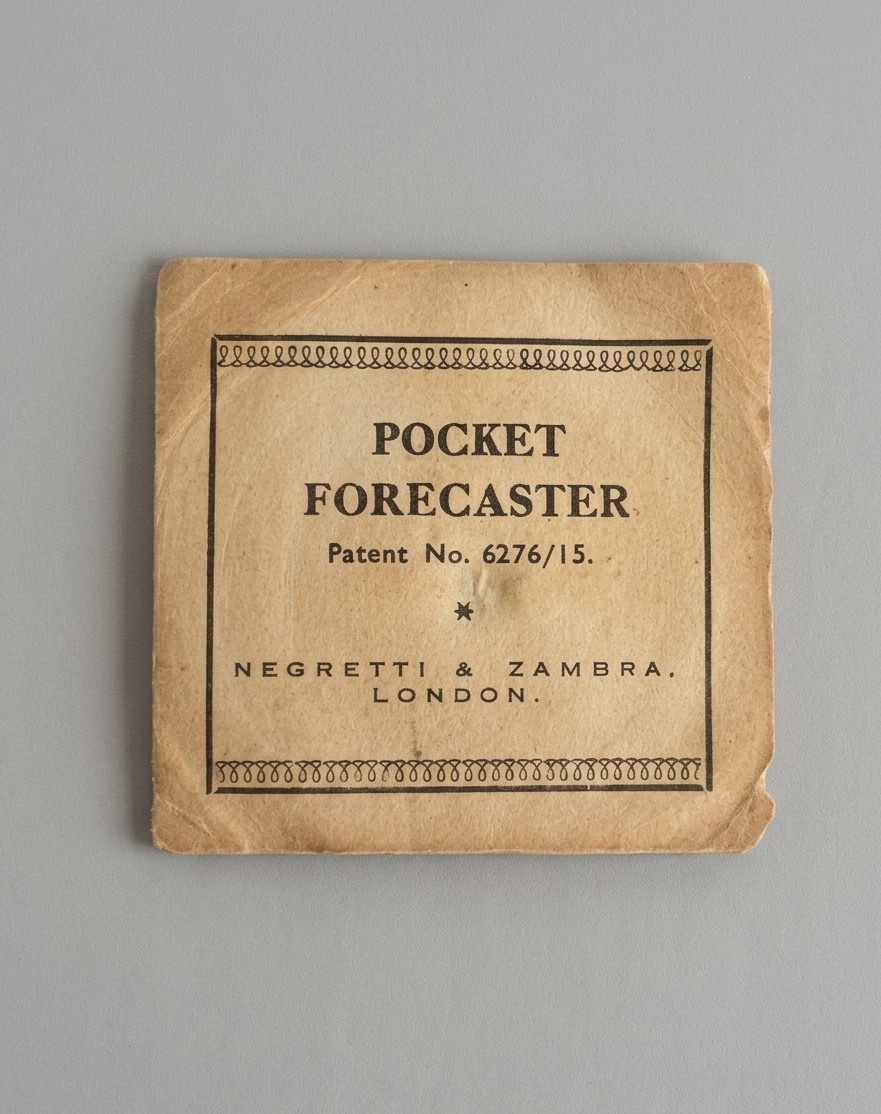 POCKET
FORECASTER
Patent No. 6276/15.
NEGRETTI & ZAMBRA,
LONDON.